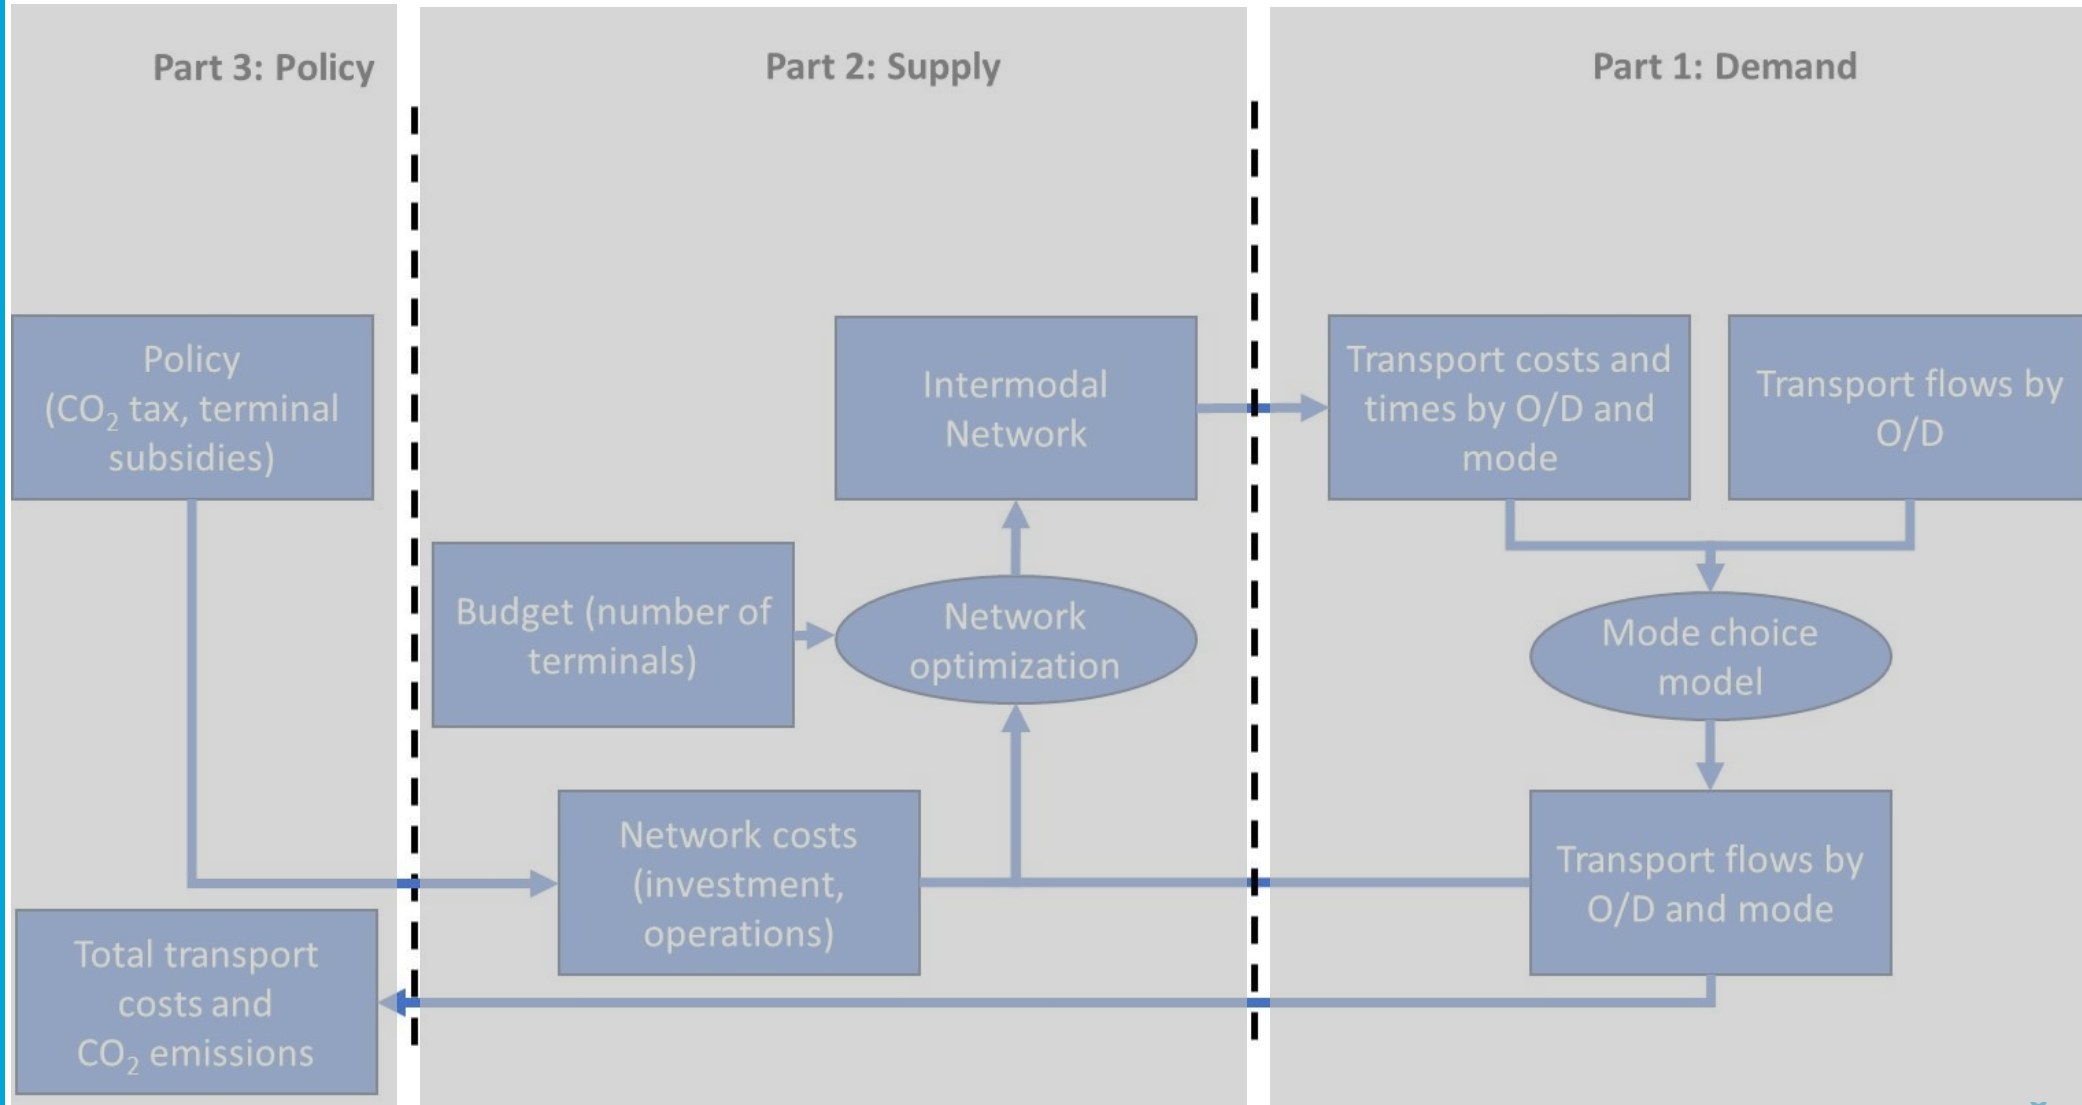 Part 3: Policy
Part 2: Supply
Part 1: Demand
Policy
(CO₂ tax, terminal
subsidies)
Intermodal
Network
Transport costs and
times by O/D and
mode
Transport flows by
O/D
Budget (number of
terminals)
Network
optimization
Mode choice
model
Network costs
(investment,
operations)
Transport flows by
O/D and mode
Total transport
costs and
CO₂ emissions